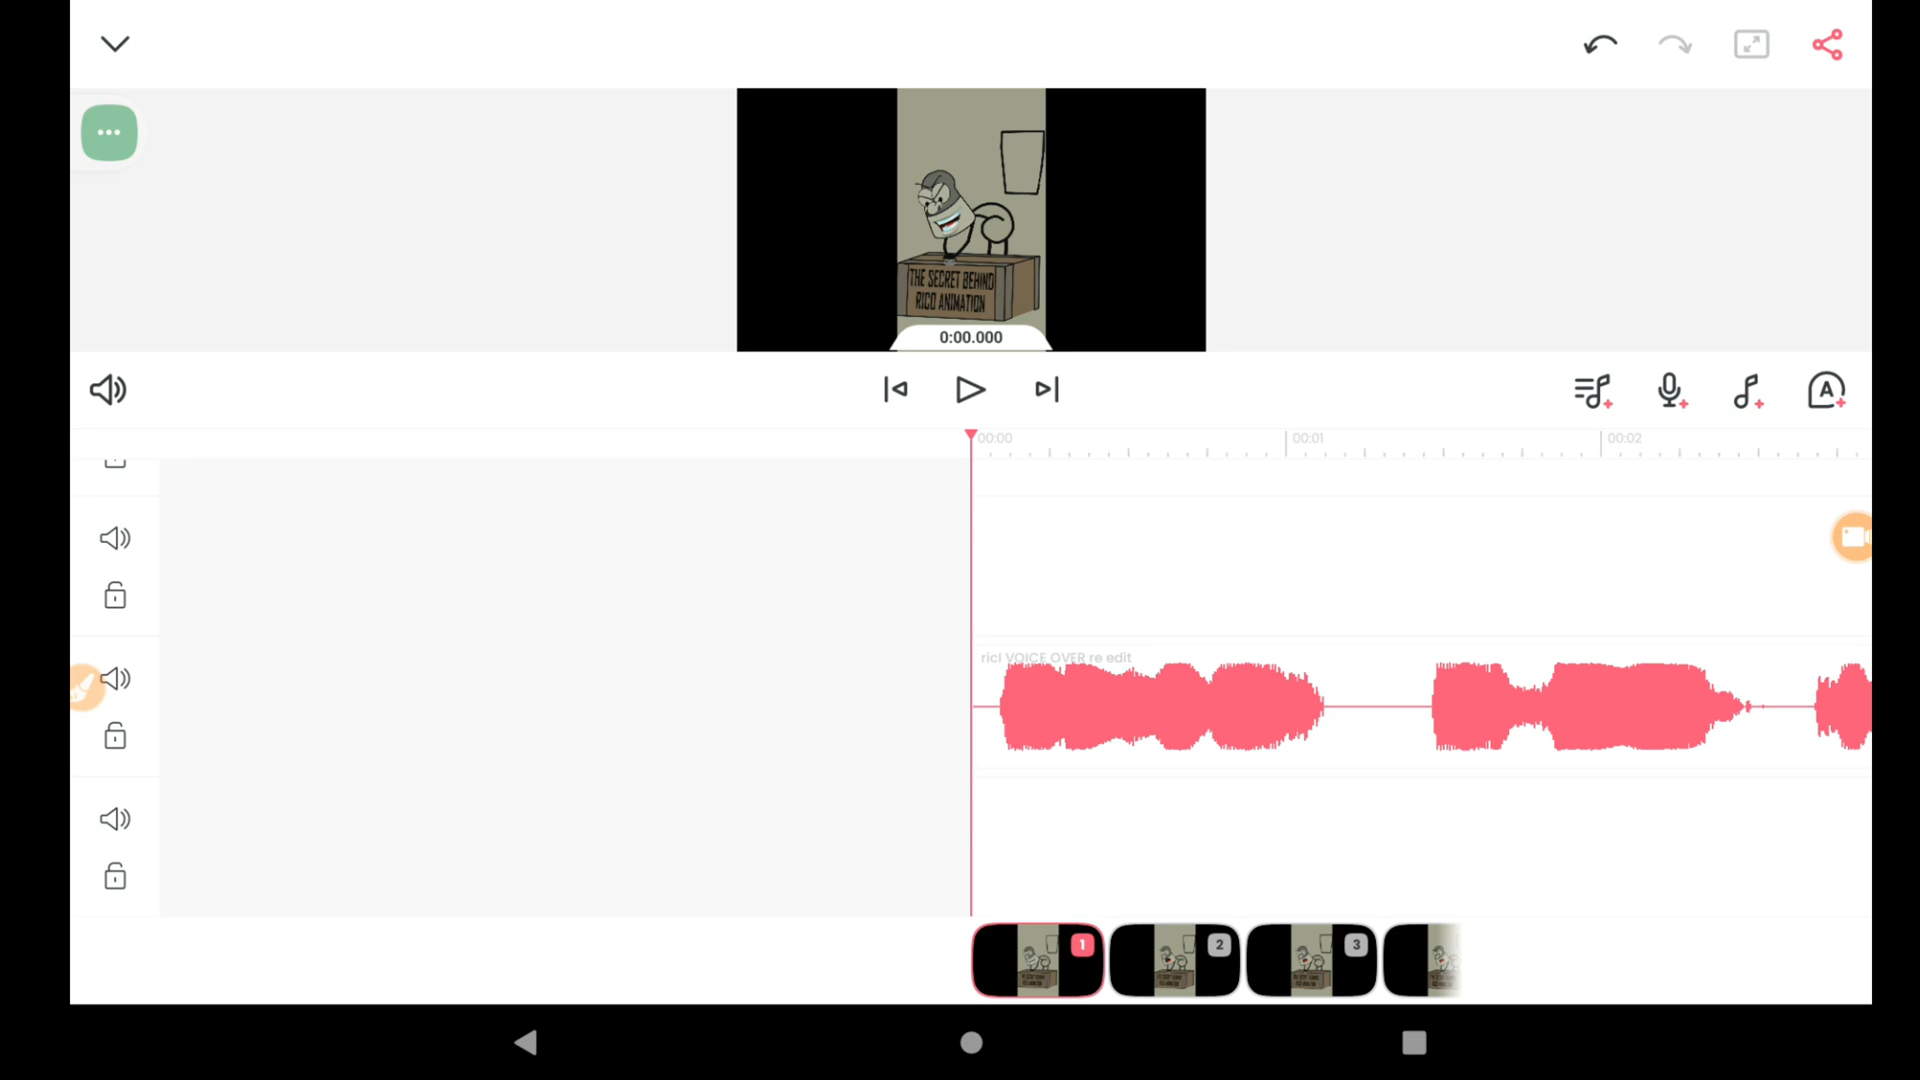 THE SECRET BEHIND
RICO ANIMATION
0:00.000
A
00:00
00:01
00:02
ricl VOICE OVER re edit
1
2
3